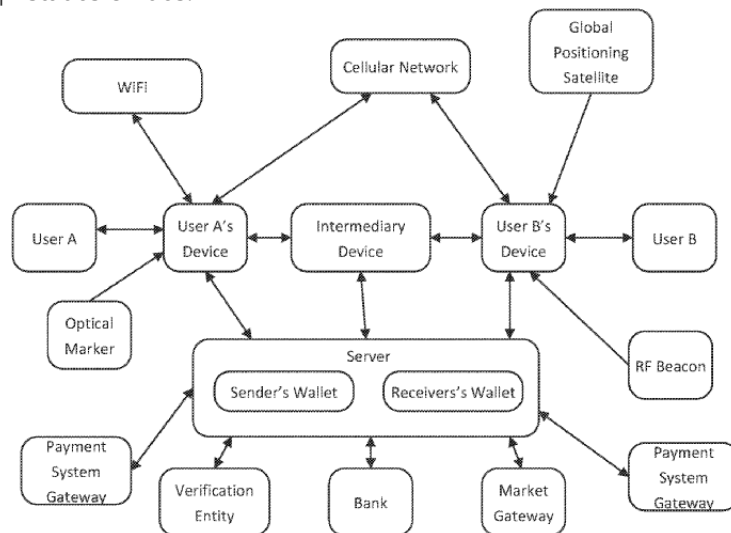 Global
Positioning
Satellite
Cellular Network
WiFi
User A
User A's
Device
Intermediary
Device
User B's
Device
User B
Optical
Marker
Server
Sender's Wallet
Receivers's Wallet
RF Beacon
Payment
System
Gateway
Verification
Entity
Bank
Market
Gateway
Payment
System
Gateway